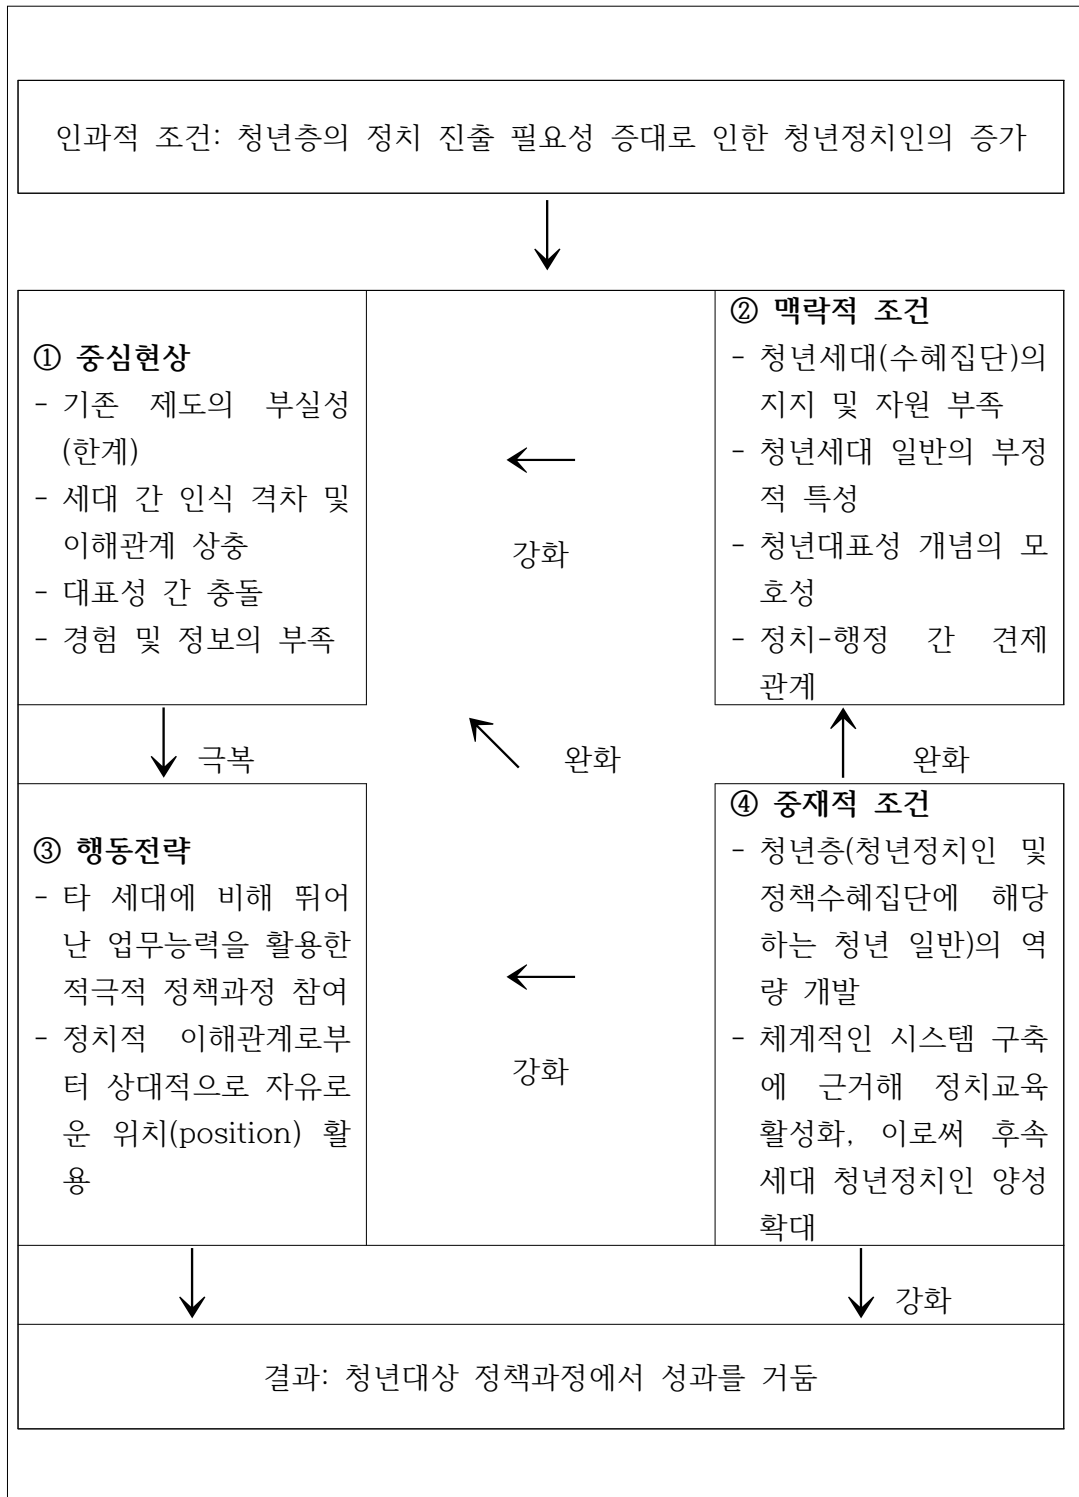 인과적 조건: 청년층의 정치 진출 필요성 증대로 인한 청년정치인의 증가
① 중심현상
- 기존 제도의 부실성
(한계)
- 세대 간 인식 격차 및
이해관계 상충
- 대표성 간 충돌
- 경험 및 정보의 부족
강화
② 맥락적 조건
- 청년세대(수혜집단)의
지지 및 자원 부족
- 청년세대 일반의 부정
적 특성
- 청년대표성 개념의 모
호성
- 정치-행정 간 견제
관계
극복
완화
완화
③ 행동전략
- 타 세대에 비해 뛰어
난 업무능력을 활용한
적극적 정책과정 참여
- 정치적 이해관계로부
터 상대적으로 자유로
운 위치(position) 활
용
강화
④ 중재적 조건
- 청년층(청년정치인 및
정책수혜집단에 해당
하는 청년 일반)의 역
량 개발
- 체계적인 시스템 구축
에 근거해 정치교육
활성화, 이로써 후속
세대 청년정치인 양성
확대
강화
결과: 청년대상 정책과정에서 성과를 거둠